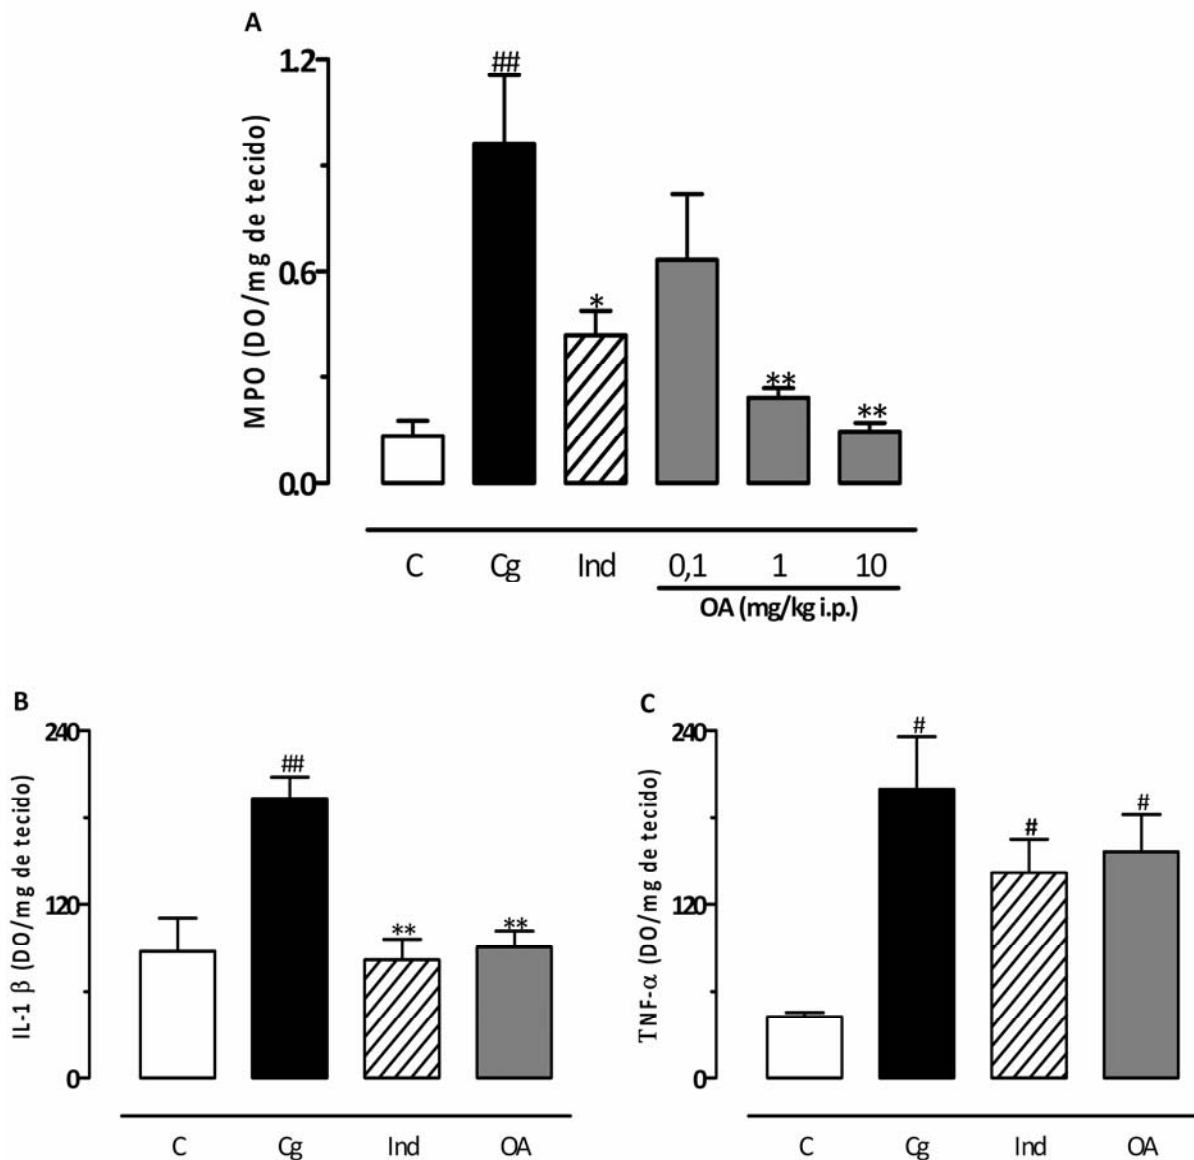 A
MPO (DO/mg de tecido)
1.2
0.6
0.0
##
*
**
**
C Cg Ind 0,1 1 10
OA (mg/kg i.p.)
B
IL-1 β (DO/mg de tecido)
240
120
0
##
**
**
C Cg Ind OA
C
TNF-α (DO/mg de tecido)
240
120
0
#
#
#
C Cg Ind OA